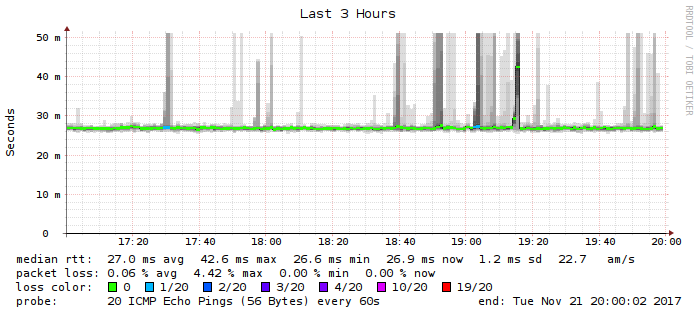 Last 3 Hours
RRDTOOL / TOBI OETIKER
Seconds
50 m
40 m
30 m
20 m
10 m
0
17:20 17:40 18:00 18:20 18:40 19:00 19:20 19:40 20:00
median rtt: 27.0 ms avg 42.6 ms max 26.6 ms min 26.9 ms now 1.2 ms sd 22.7 am/s
packet loss: 0.06 % avg 4.42 % max 0.00 % min 0.00 % now
loss color: 0 1/20 2/20 3/20 4/20 10/20 19/20
probe: 20 ICMP Echo Pings (56 Bytes) every 60s end: Tue Nov 21 20:00:02 2017